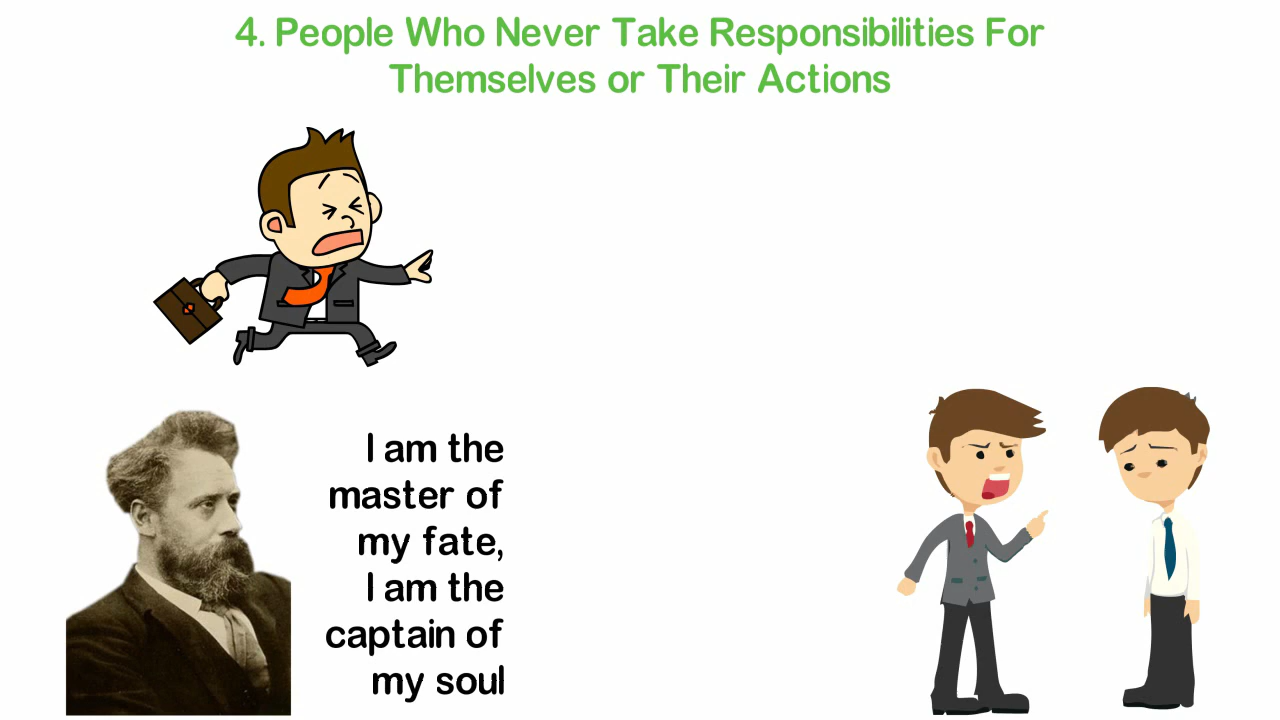 4. People Who Never Take Responsibilities For
Themselves or Their Actions
I am the
master of
my fate,
I am the
captain of
my soul